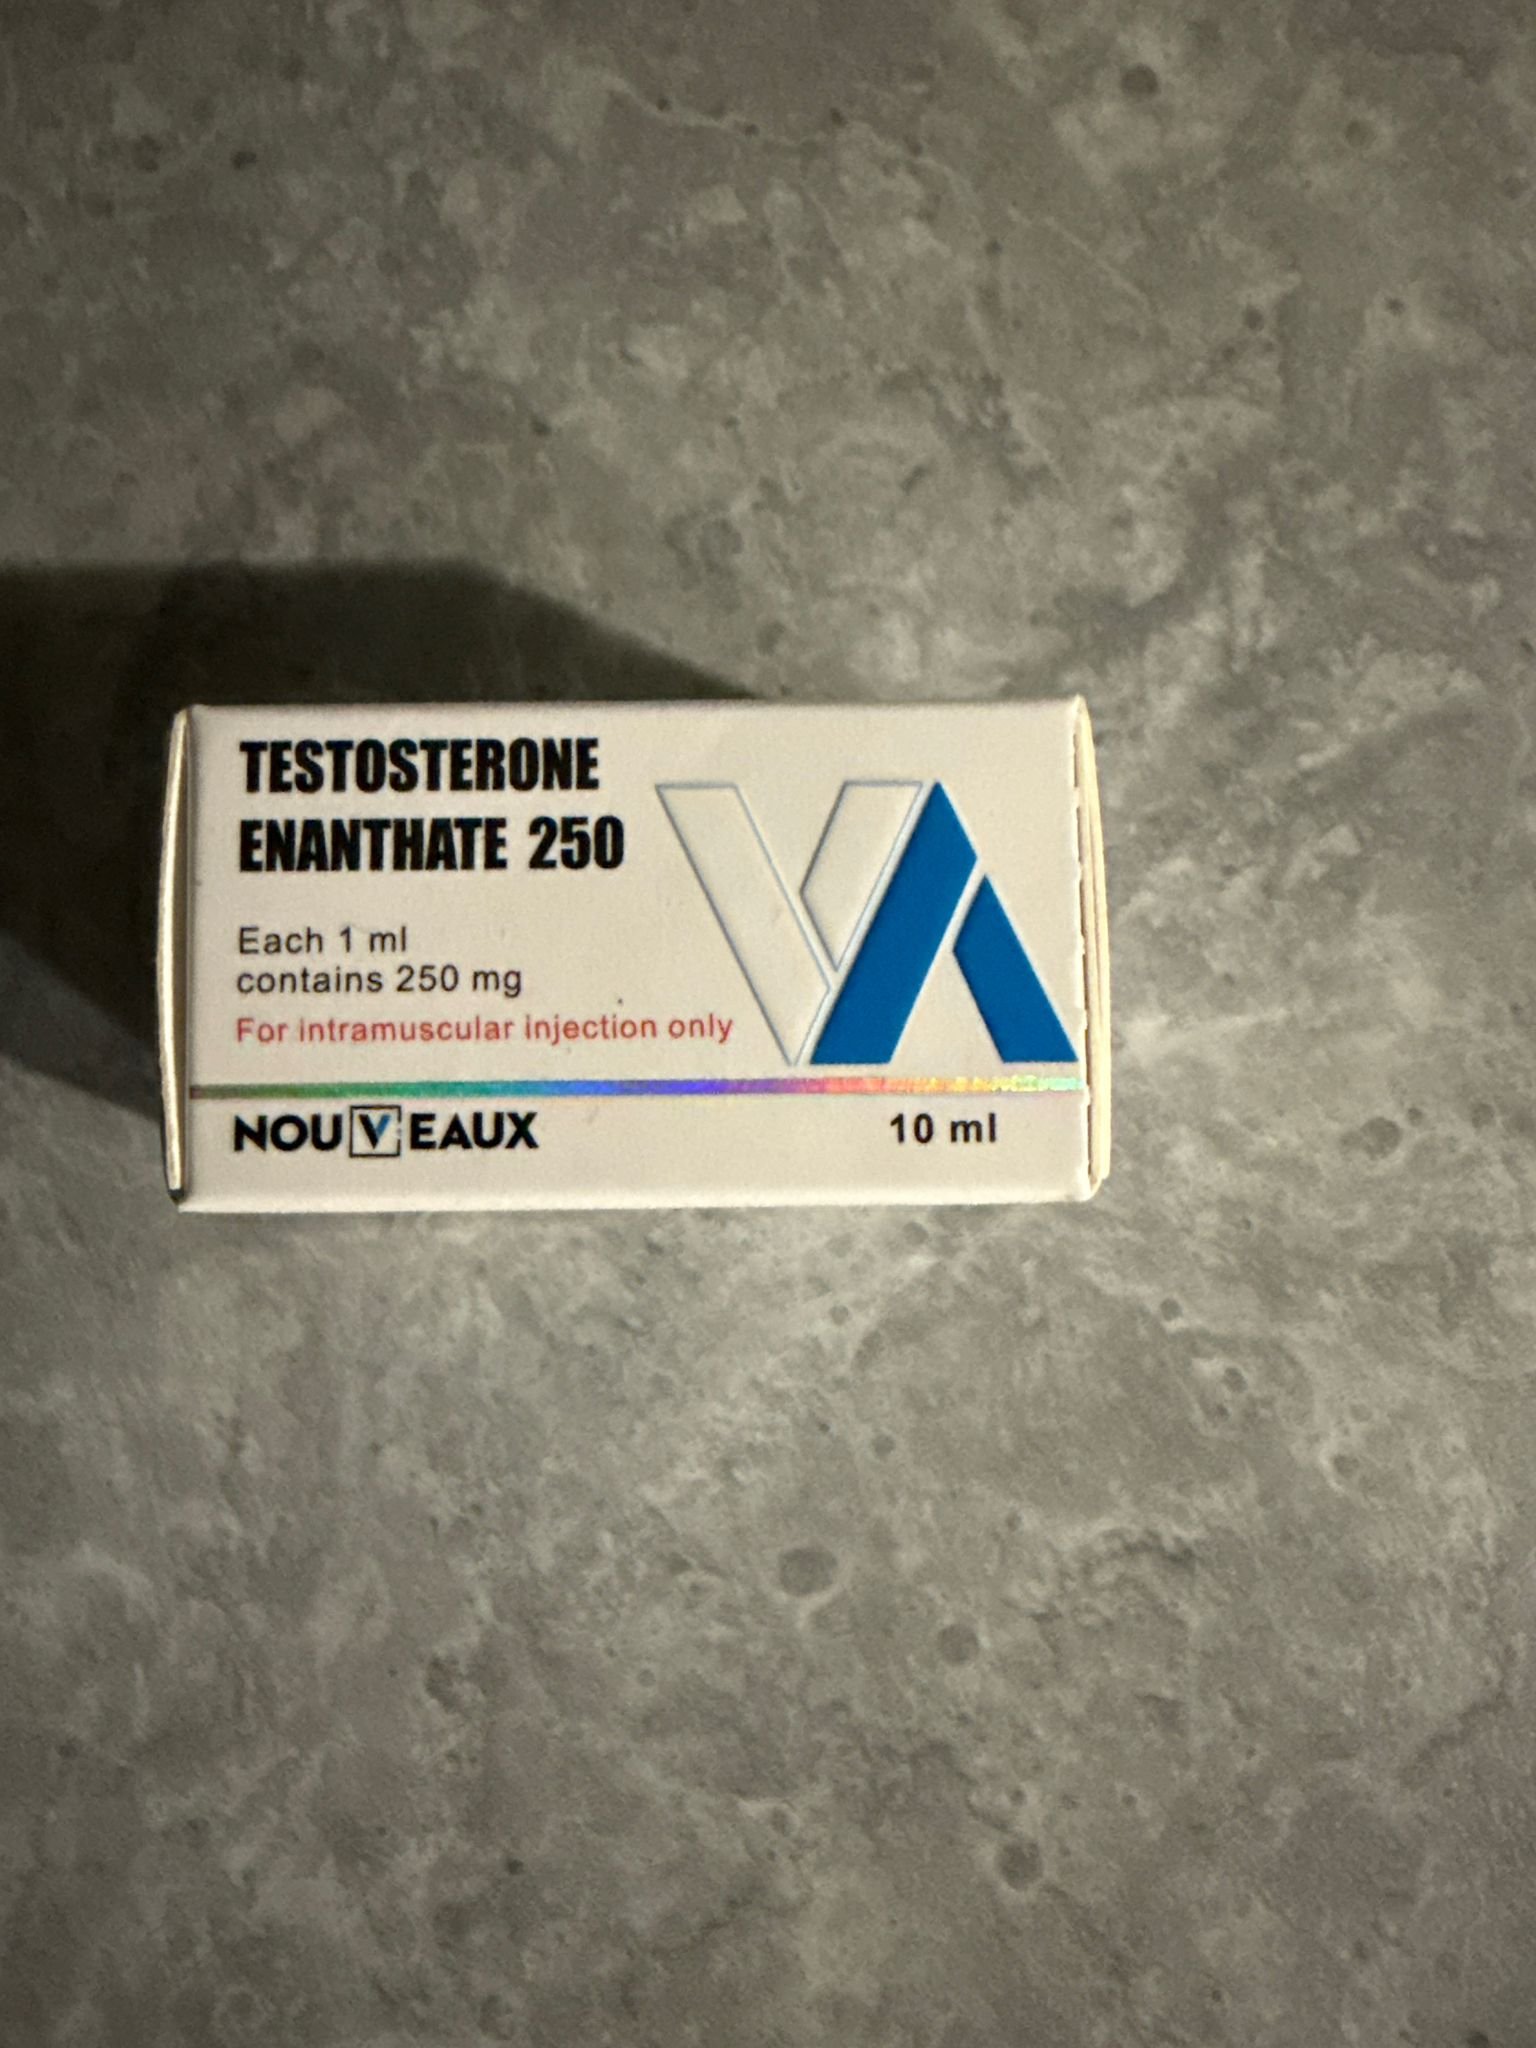 TESTOSTERONE
ENANTHATE 250
Each 1 ml
contains 250 mg
For intramuscular injection only
NOUVEAUX
10 ml